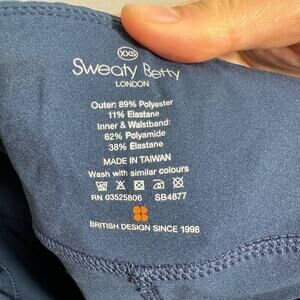 XXS
Sweaty Betty
LONDON
Outer: 89% Polyester
11% Elastane
Inner & Waistband:
62% Polyamide
38% Elastane
MADE IN TAIWAN
Wash with similar colours
RN 03525806 SB4877
BRITISH DESIGN SINCE 1998